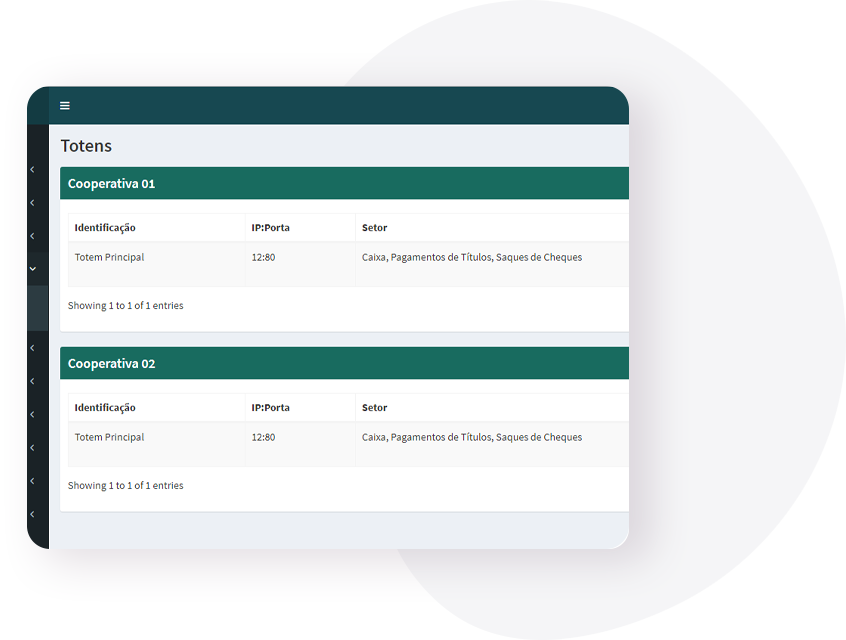 Totens
Cooperativa 01
Identificação IP:Porta Setor
Totem Principal 12:80 Caixa, Pagamentos de Títulos, Saques de Cheques
Showing 1 to 1 of 1 entries
Cooperativa 02
Identificação IP:Porta Setor
Totem Principal 12:80 Caixa, Pagamentos de Títulos, Saques de Cheques
Showing 1 to 1 of 1 entries